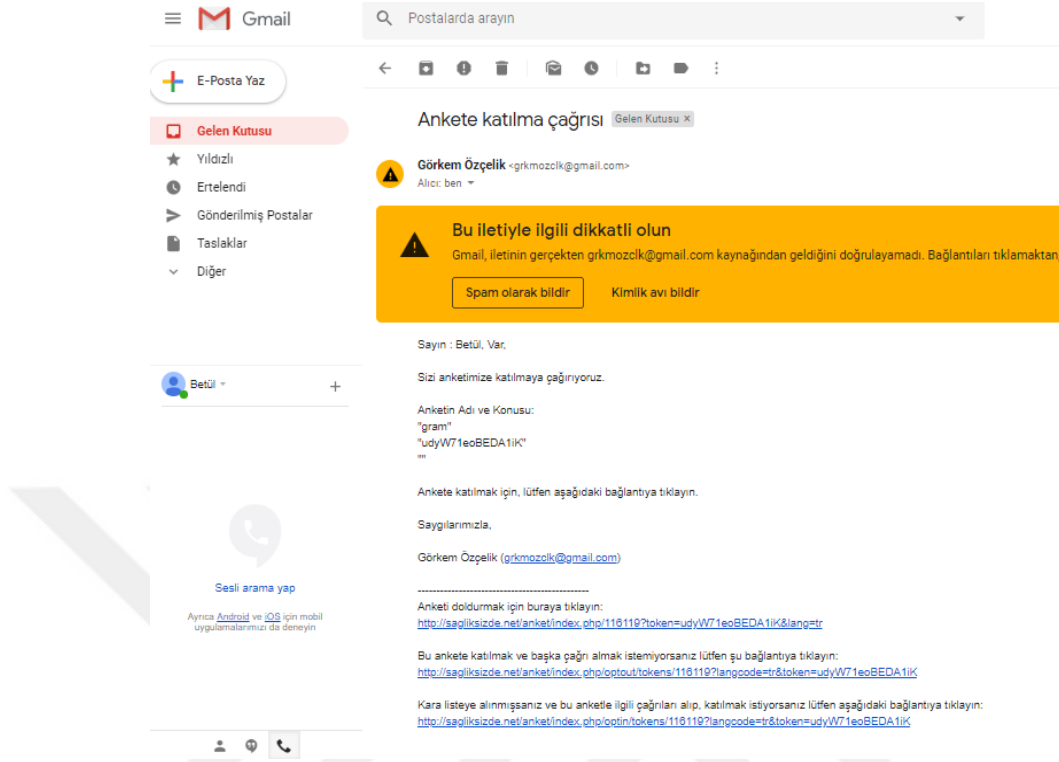 Gmail
Postalarda arayın
E-Posta Yaz
Gelen Kutusu
Yıldızlı
Ertelendi
Gönderilmiş Postalar
Taslaklar
Diğer
Betül
Sesli arama yap
Ayrıca Android ve iOS için mobil
uygulamalarımızı da deneyin
Ankete katılma çağrısı Gelen Kutusu ×
Görkem Özçelik <grkmozclk@gmail.com>
Alıcı: ben
Bu iletiyle ilgili dikkatli olun
Gmail, iletinin gerçekten grkmozclk@gmail.com kaynağından geldiğini doğrulayamadı. Bağlantıları tıklamaktan,
Spam olarak bildir Kimlik avı bildir
Sayın : Betül, Var,
Sizi anketimize katılmaya çağırıyoruz.
Anketin Adı ve Konusu:
"gram"
"udyW71eoBEDA1iK"
""
Ankete katılmak için, lütfen aşağıdaki bağlantıya tıklayın.
Saygılarımızla,
Görkem Özçelik (grkmozclk@gmail.com)
----------------------------------------------
Anketi doldurmak için buraya tıklayın:
http://sagliksizde.net/anket/index.php/116119?token=udyW71eoBEDA1iK&lang=tr
Bu ankete katılmak ve başka çağrı almak istemiyorsanız lütfen şu bağlantıya tıklayın:
http://sagliksizde.net/anket/index.php/optout/tokens/116119?langcode=tr&token=udyW71eoBEDA1iK
Kara listeye alınmışsanız ve bu anketle ilgili çağrıları alıp, katılmak istiyorsanız lütfen aşağıdaki bağlantıya tıklayın:
http://sagliksizde.net/anket/index.php/optin/tokens/116119?langcode=tr&token=udyW71eoBEDA1iK